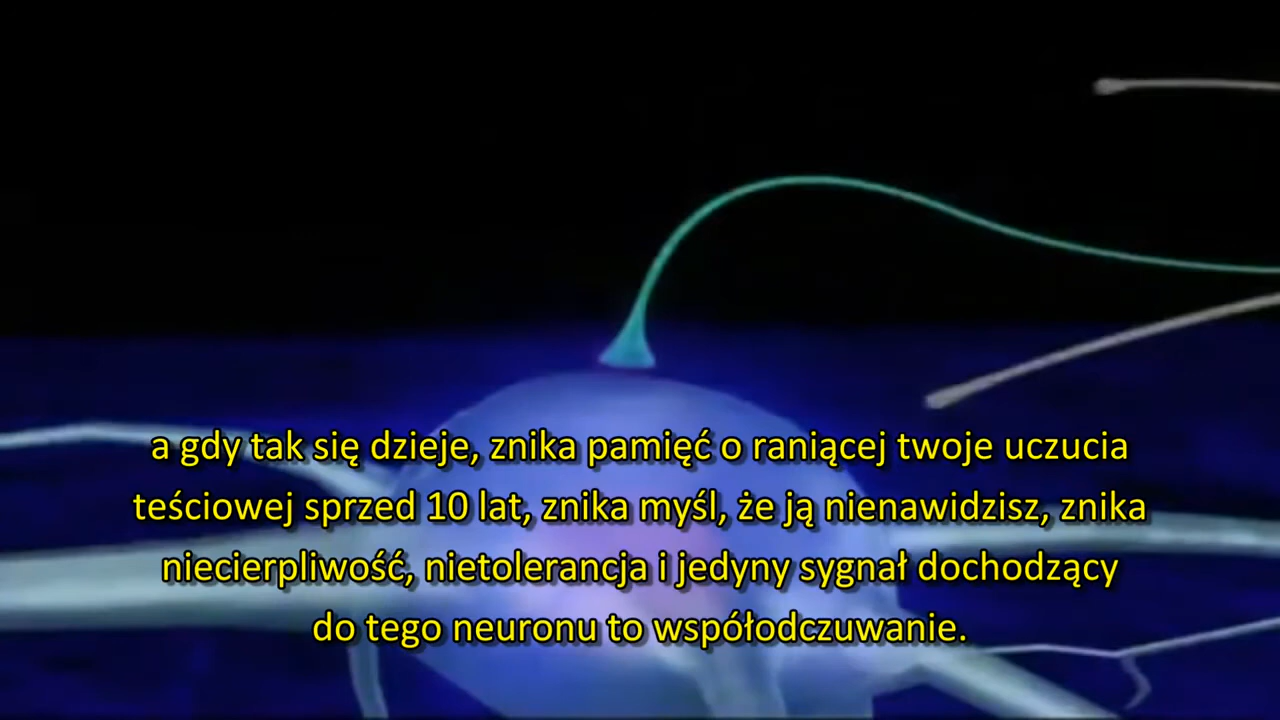 a gdy tak się dzieje, znika pamięć o raniącej twoje uczucia
teściowej sprzed 10 lat, znika myśl, że ją nienawidzisz, znika
niecierpliwość, nietolerancja i jedyny sygnał dochodzący
do tego neuronu to współodczuwanie.